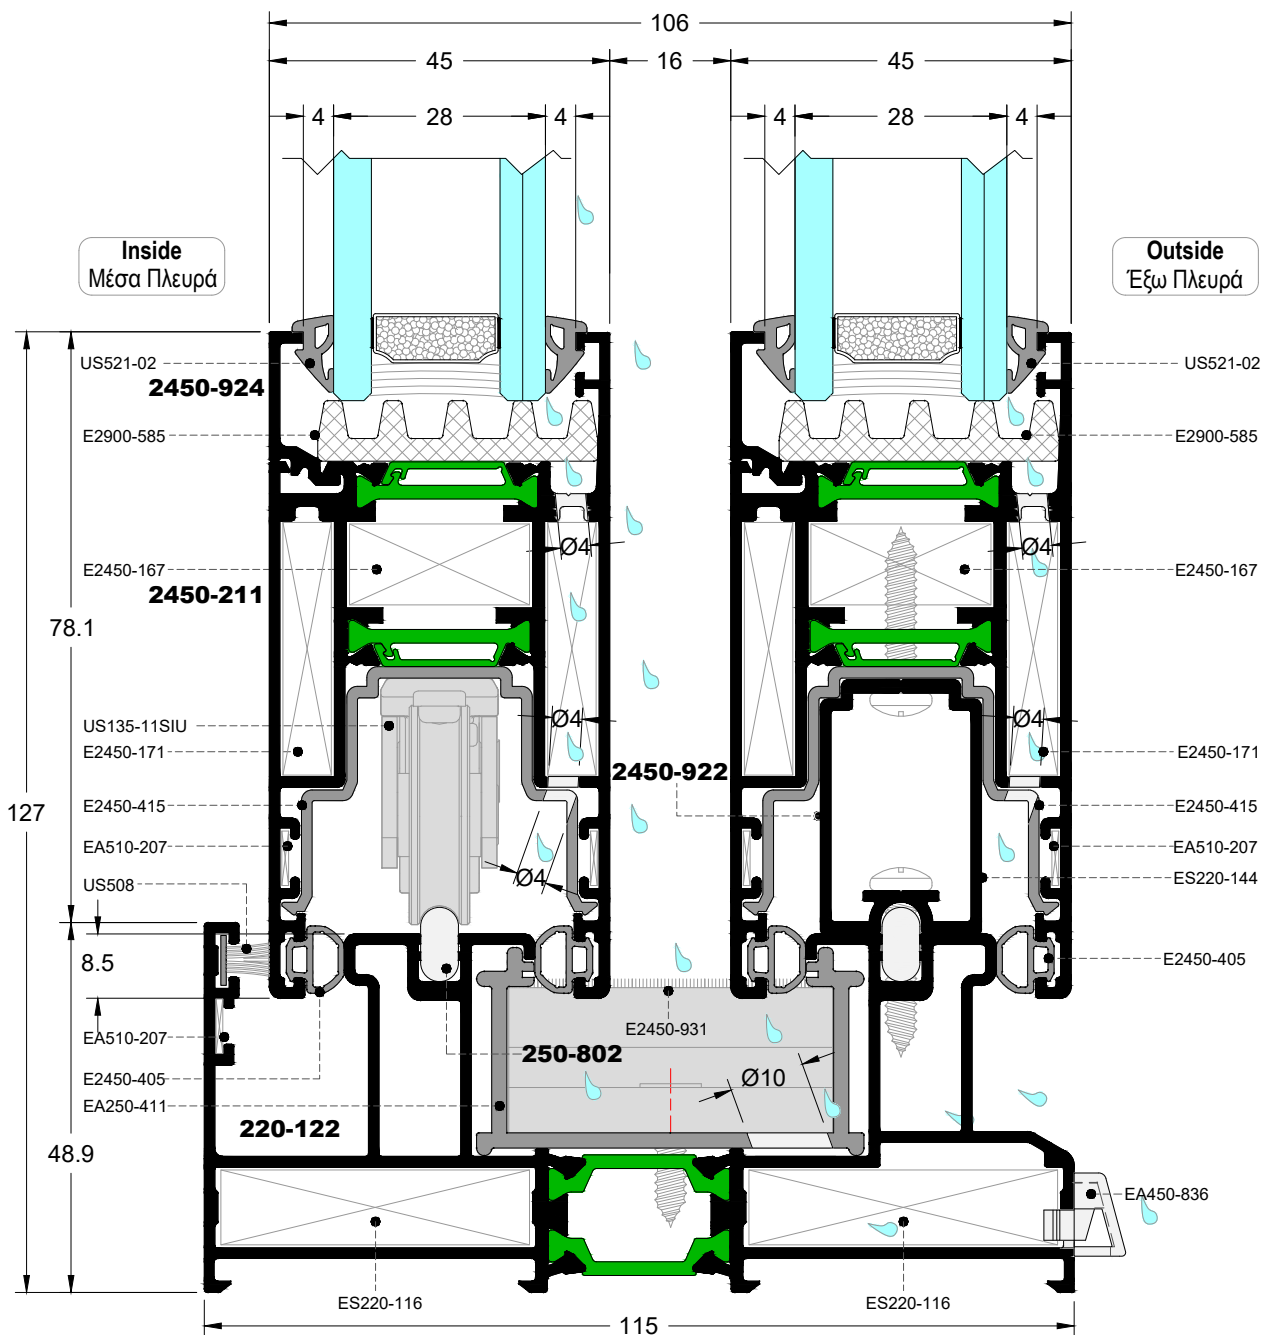 106
45
16
45
4
28
4
4
28
4
Inside
Μέσα Πλευρά
Outside
Έξω Πλευρά
US521-02
US521-02
2450-924
E2900-585
E2900-585
Ø4
Ø4
E2450-167
E2450-167
2450-211
78.1
US135-11SIU
Ø4
Ø4
E2450-171
E2450-171
2450-922
127
E2450-415
E2450-415
EA510-207
EA510-207
US508
Ø4
ES220-144
8.5
E2450-405
EA510-207
E2450-931
250-802
E2450-405
Ø10
EA250-411
220-122
48.9
EA450-836
ES220-116
ES220-116
115